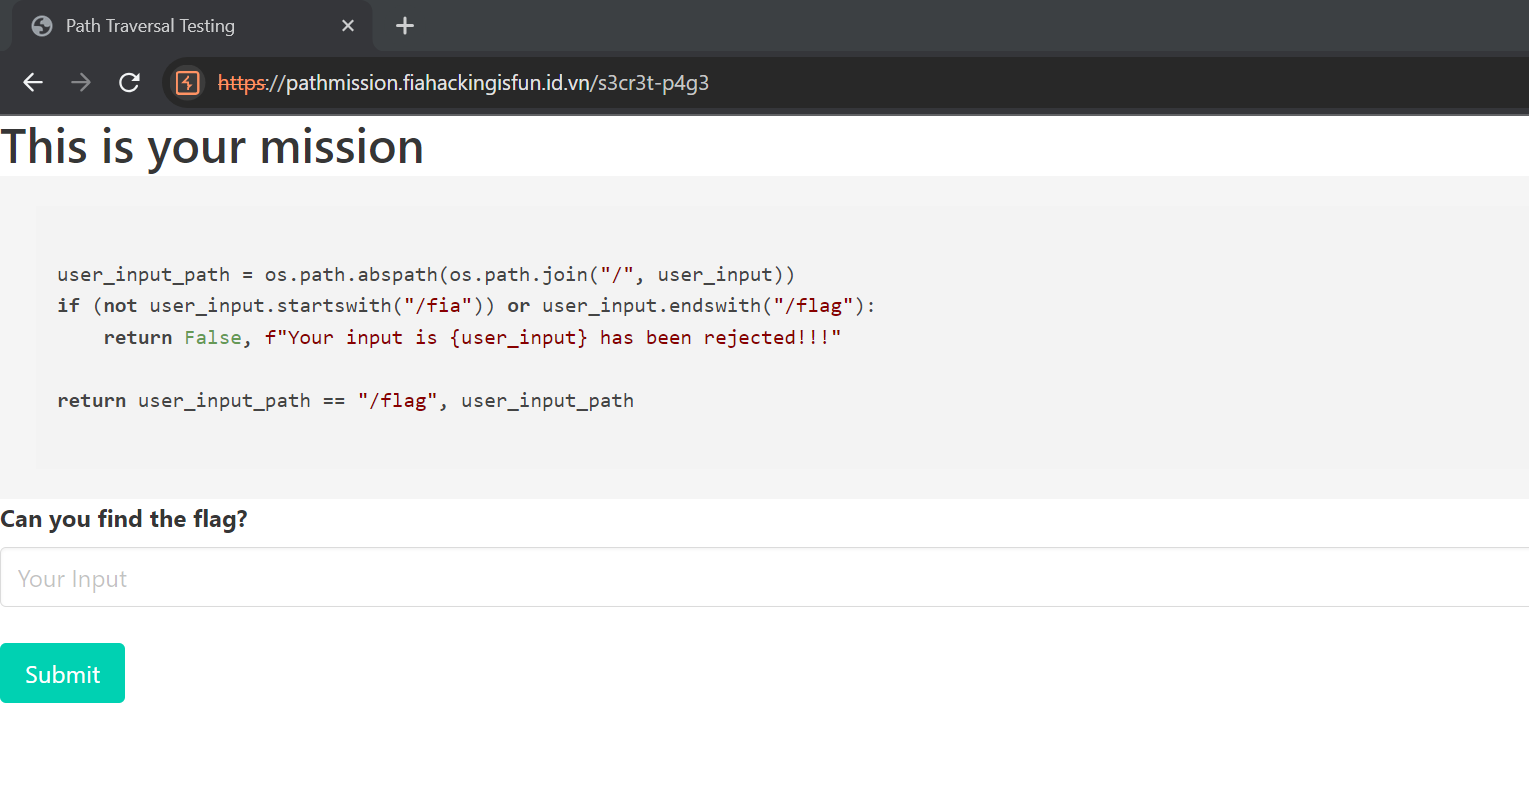 Path Traversal Testing
https://pathmission.fiahackingisfun.id.vn/s3cr3t-p4g3
This is your mission
user_input_path = os.path.abspath(os.path.join("/", user_input))
if (not user_input.startswith("/fia")) or user_input.endswith("/flag"):
    return False, f"Your input is {user_input} has been rejected!!!"
return user_input_path == "/flag", user_input_path
Can you find the flag?
Your Input
Submit